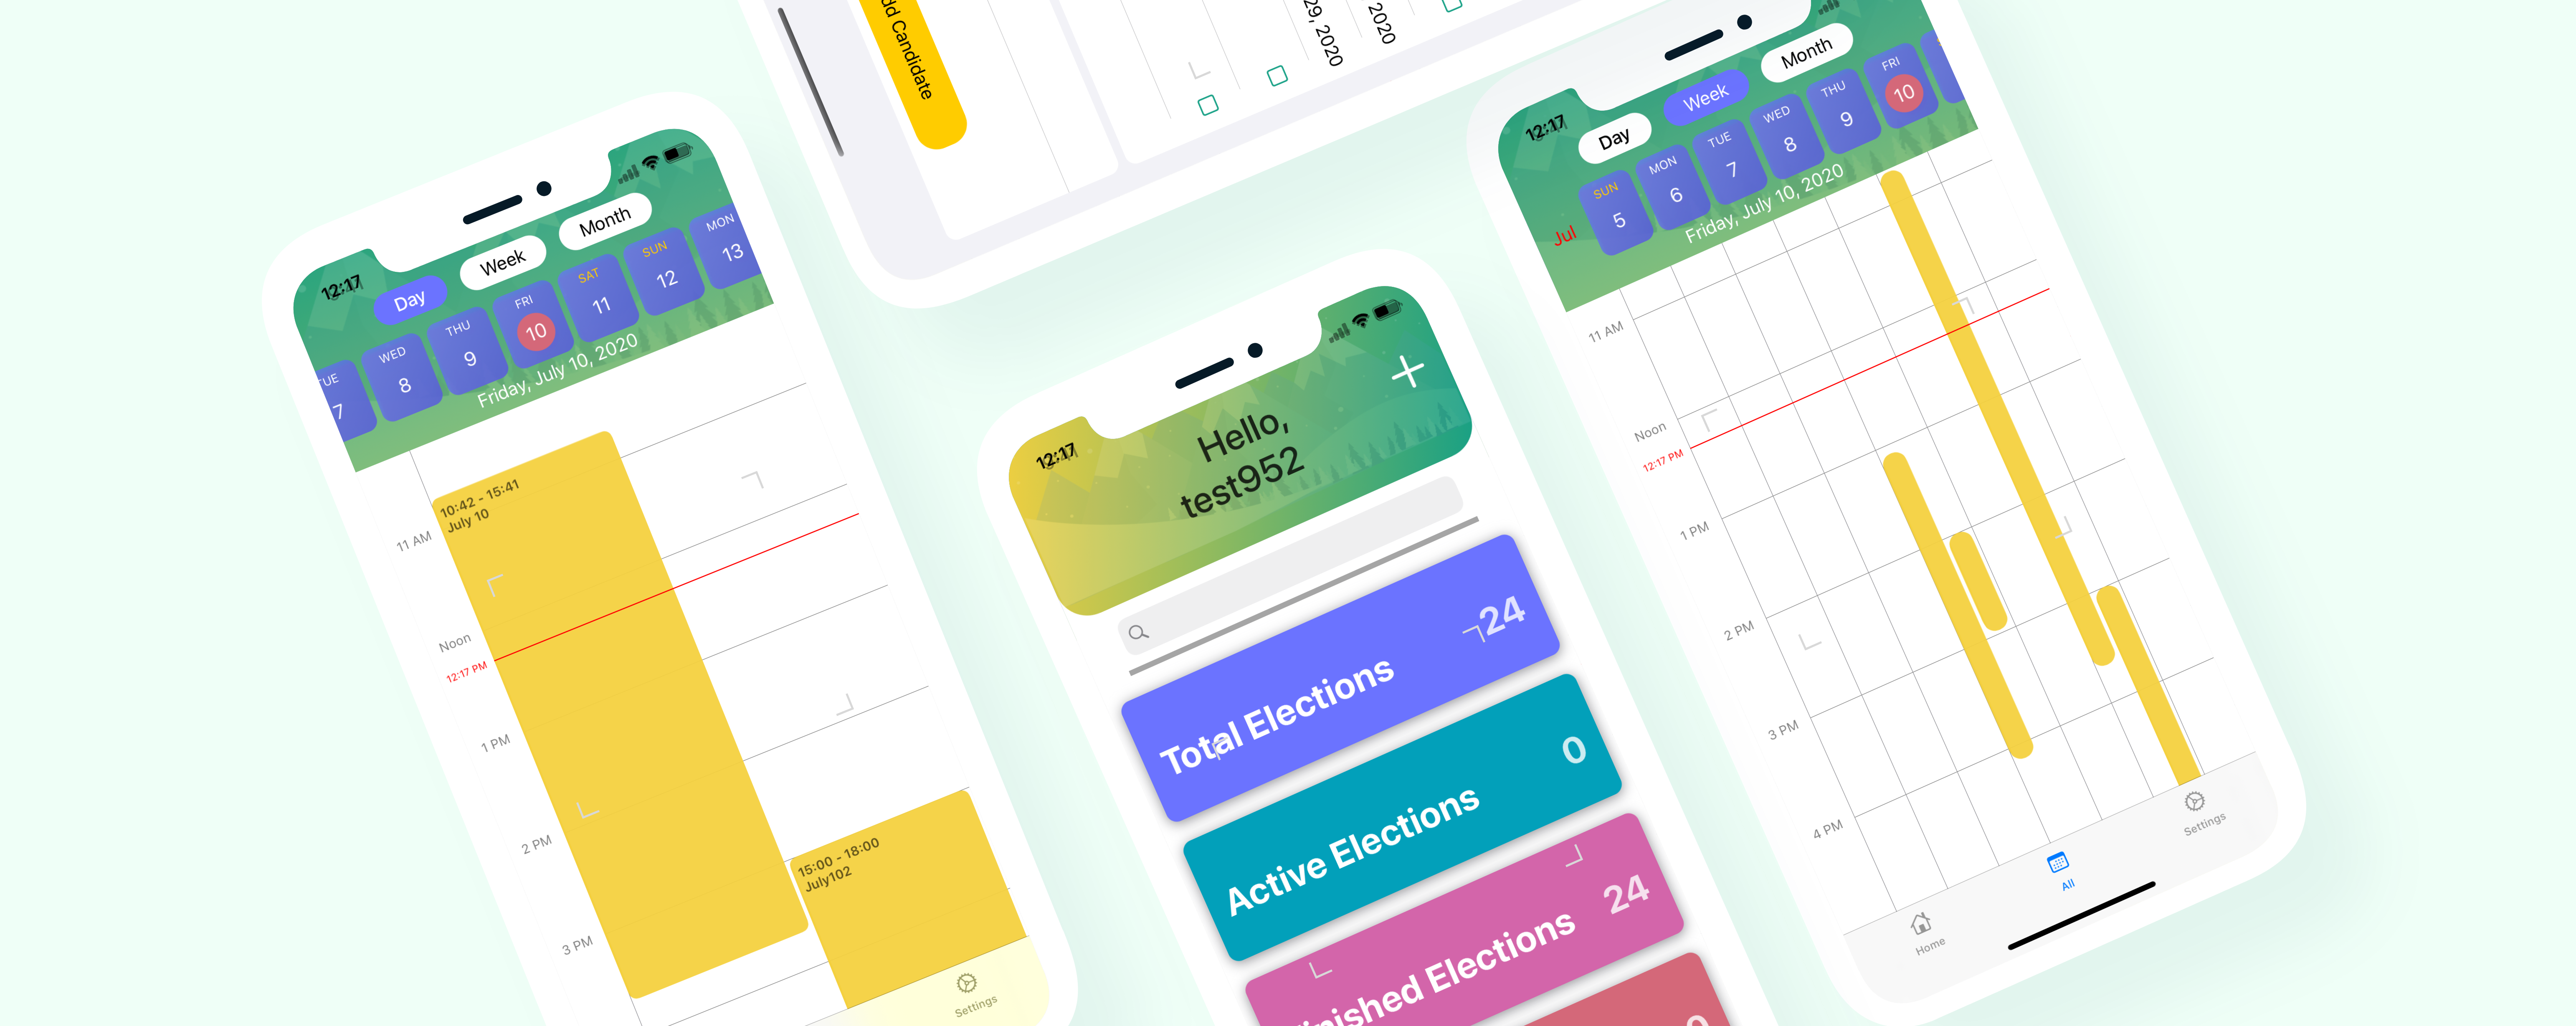 12:17
Day
Week
Month
7
WED
8
THU
9
FRI
10
SAT
11
SUN
12
MON
13
Friday, July 10, 2020
10:42 - 15:41
July 10
11 AM
Noon
12:17 PM
1 PM
2 PM
3 PM
15:00 - 18:00
July102
Settings
Candidate
2020
2020
12:17
Hello,
test952
Total Elections
24
Active Elections
0
Elections
24
12:17
Day
Week
Month
Jul
SUN
5
MON
6
TUE
7
WED
8
THU
9
FRI
10
Friday, July 10, 2020
11 AM
Noon
12:17 PM
1 PM
2 PM
3 PM
4 PM
Home
All
Settings